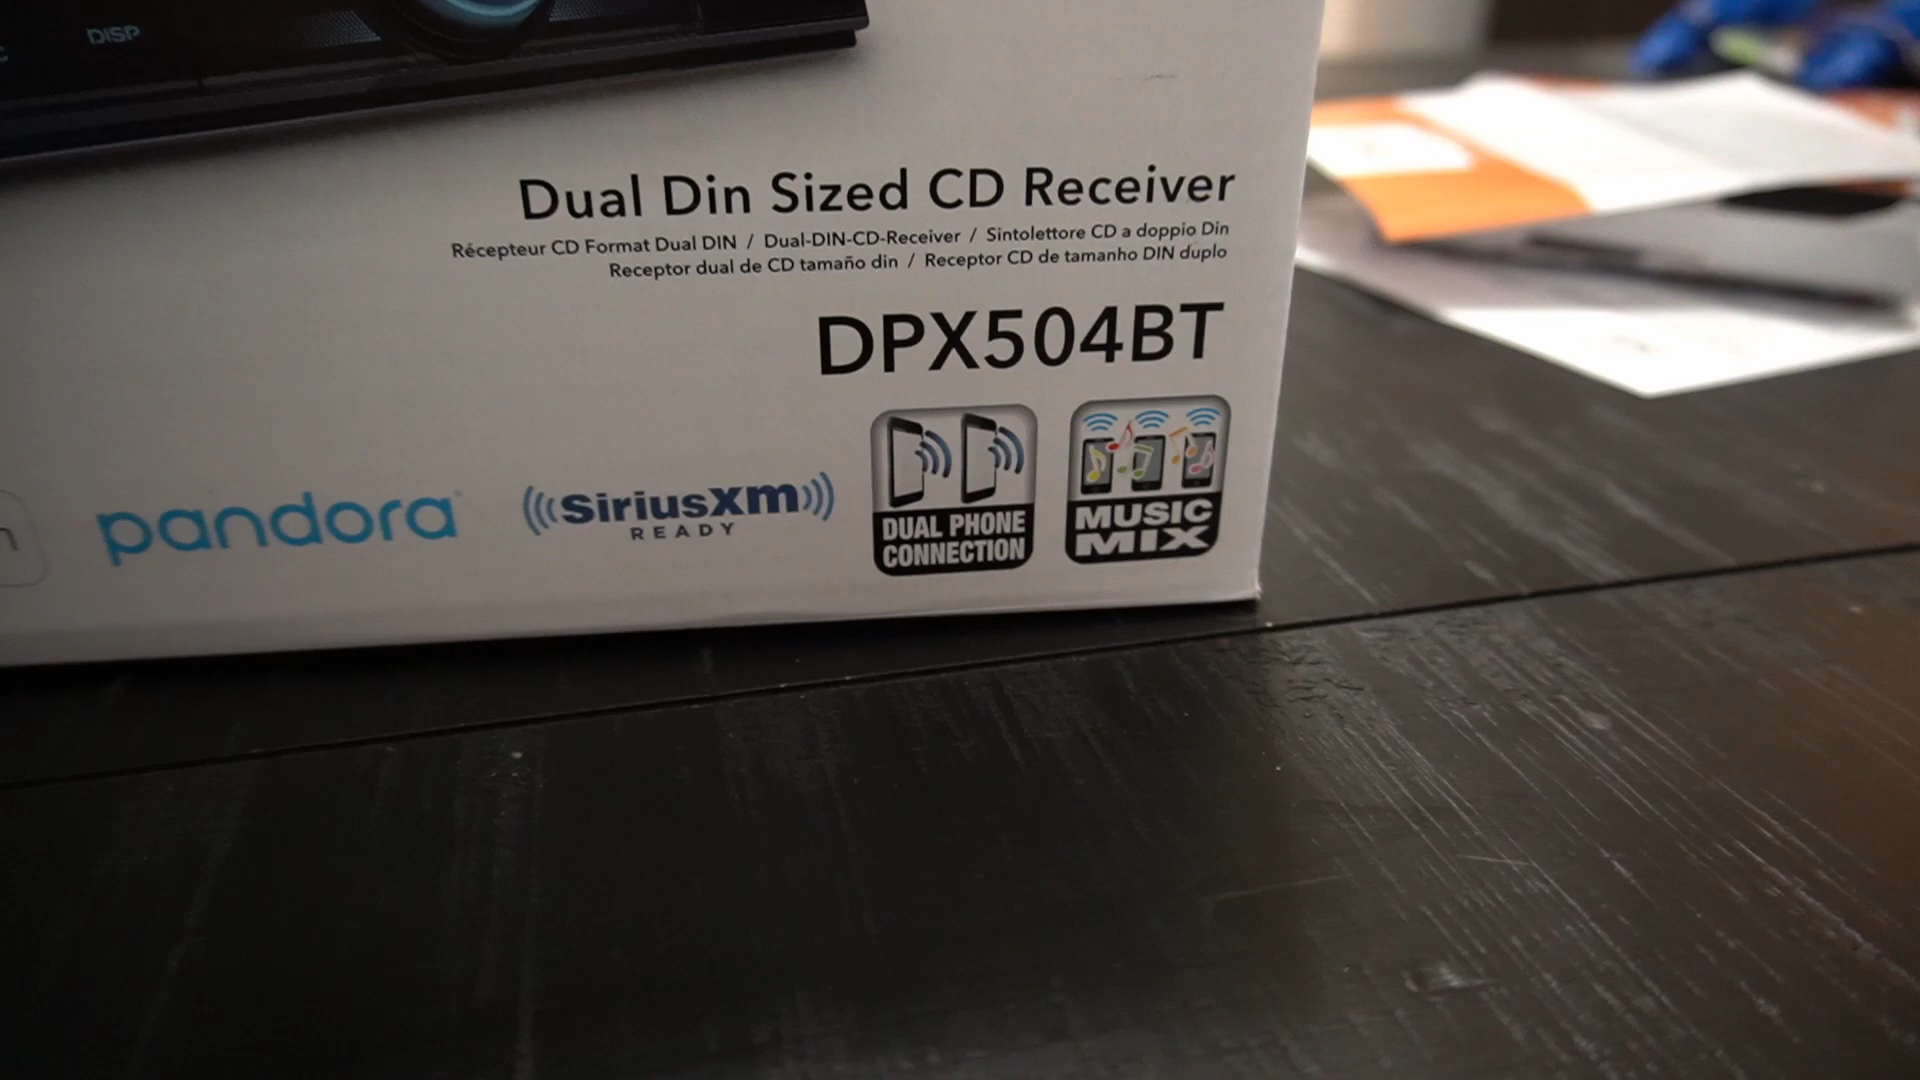 DISP
Dual Din Sized CD Receiver
Récepteur CD Format Dual DIN / Dual-DIN-CD-Receiver / Sintolettore CD a doppio Din
Receptor dual de CD tamaño din / Receptor CD de tamanho DIN duplo
DPX504BT
pandora
SiriusXM
READY
DUAL PHONE
CONNECTION
MUSIC
MIX